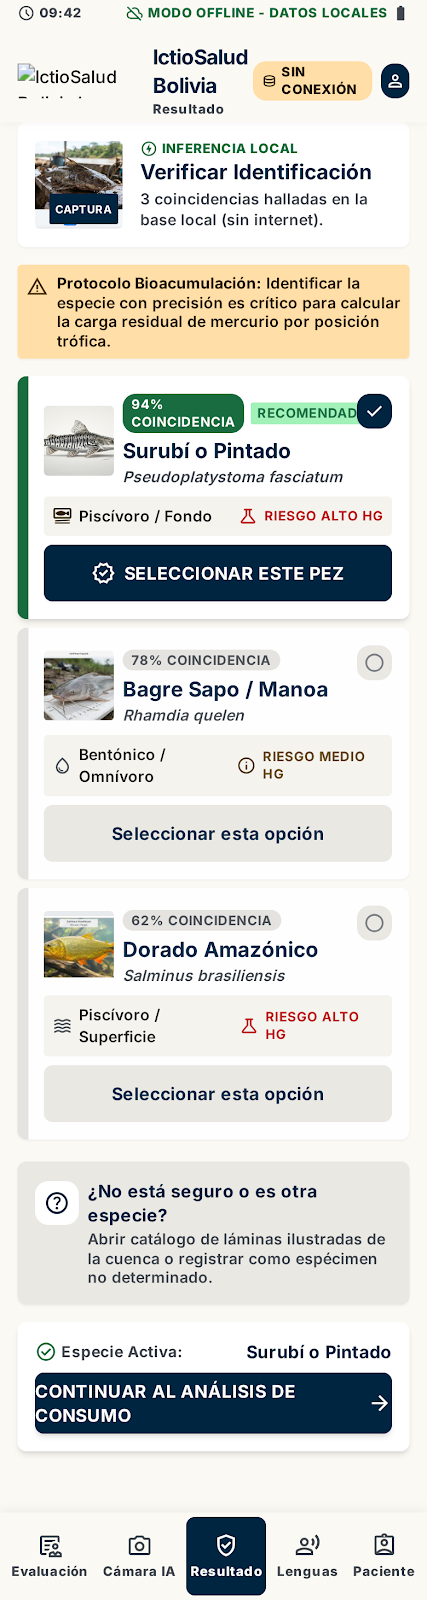 09:42
MODO OFFLINE - DATOS LOCALES
IctioSalud
IctioSalud
Bolivia
Resultado
SIN
CONEXIÓN
INFERENCIA LOCAL
Verificar Identificación
3 coincidencias halladas en la
base local (sin internet).
CAPTURA
Protocolo Bioacumulación: Identificar la
especie con precisión es crítico para calcular
la carga residual de mercurio por posición
trófica.
94%
COINCIDENCIA
RECOMENDAD
Surubí o Pintado
Pseudoplatystoma fasciatum
Piscívoro / Fondo
RIESGO ALTO HG
SELECCIONAR ESTE PEZ
78% COINCIDENCIA
Bagre Sapo / Manoa
Rhamdia quelen
Bentónico /
Omnívoro
RIESGO MEDIO
HG
Seleccionar esta opción
62% COINCIDENCIA
Dorado Amazónico
Salminus brasiliensis
Piscívoro /
Superficie
RIESGO ALTO
HG
Seleccionar esta opción
¿No está seguro o es otra
especie?
Abrir catálogo de láminas ilustradas de
la cuenca o registrar como espécimen
no determinado.
Especie Activa:
Surubí o Pintado
CONTINUAR AL ANÁLISIS DE
CONSUMO
Evaluación
Cámara IA
Resultado
Lenguas
Paciente